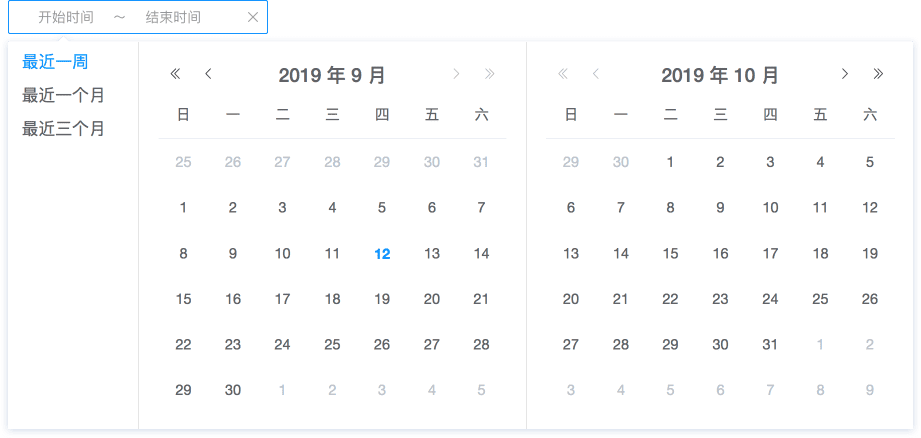 开始时间 ~ 结束时间
最近一周
最近一个月
最近三个月
2019 年 9 月
日 一 二 三 四 五 六
25 26 27 28 29 30 31
1 2 3 4 5 6 7
8 9 10 11 12 13 14
15 16 17 18 19 20 21
22 23 24 25 26 27 28
29 30 1 2 3 4 5
2019 年 10 月
日 一 二 三 四 五 六
29 30 1 2 3 4 5
6 7 8 9 10 11 12
13 14 15 16 17 18 19
20 21 22 23 24 25 26
27 28 29 30 31 1 2
3 4 5 6 7 8 9